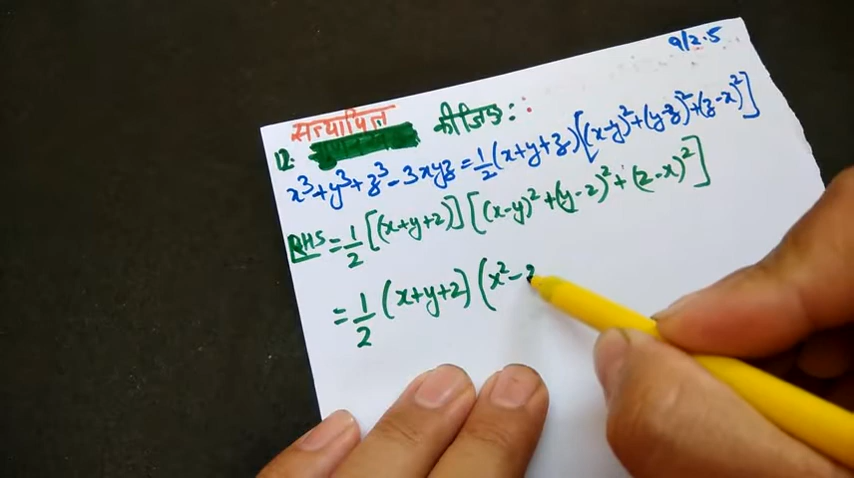 9/2.5
सत्यापित कीजिए::
12. x³+y³+z³-3xyz=1/2(x+y+z)[(x-y)²+(y-z)²+(z-x)²]
RHS = 1/2[(x+y+z)][(x-y)²+(y-z)²+(z-x)²]
= 1/2(x+y+z)(x²-2